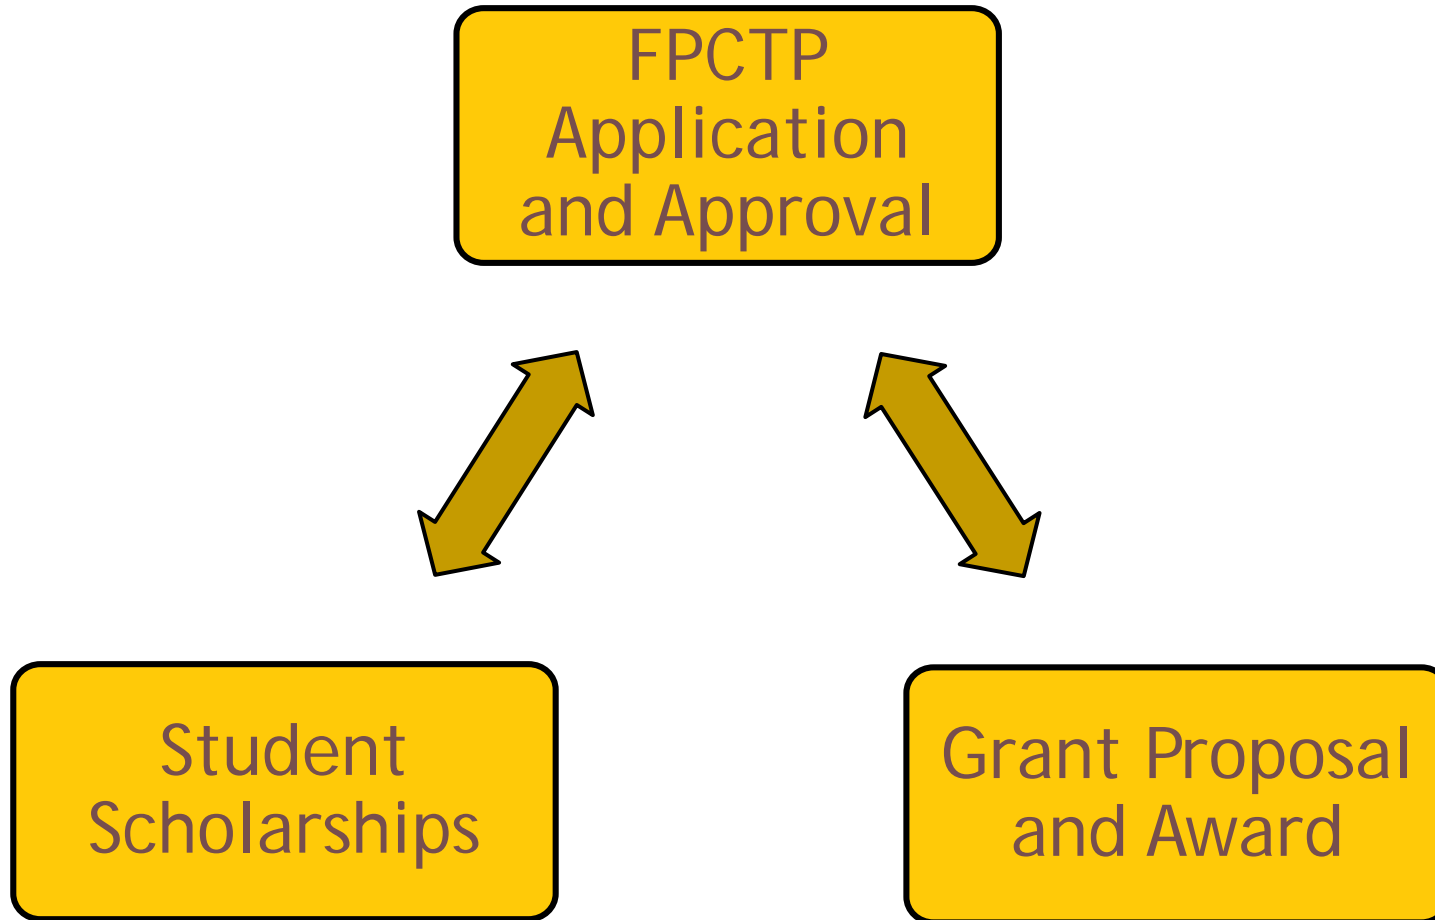 FPCTP
Application
and Approval
Student
Scholarships
Grant Proposal
and Award